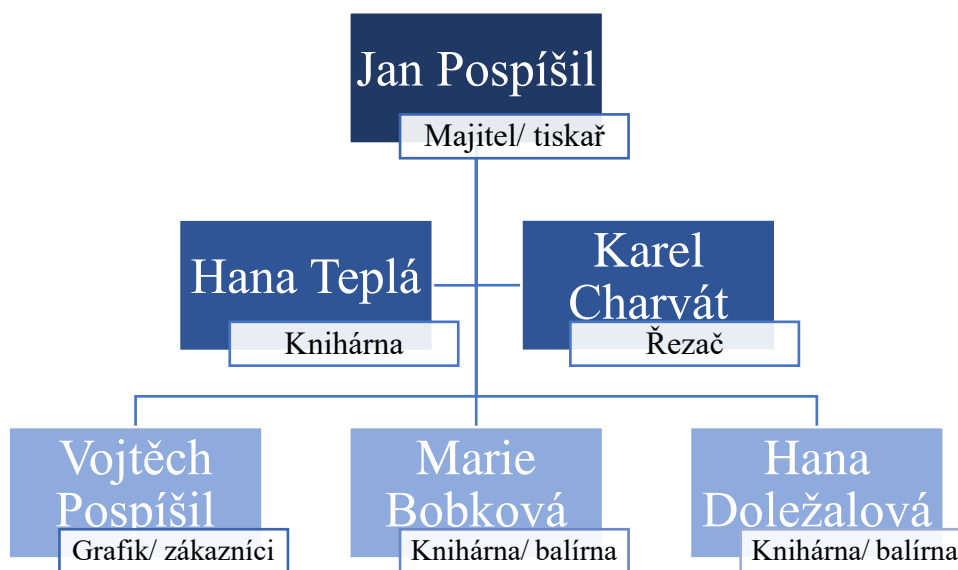 Jan Pospíšil
Majitel/ tiskař
Hana Teplá
Knihárna
Karel
Charvát
Řezač
Vojtěch
Pospíšil
Grafik/ zákazníci
Marie
Bobková
Knihárna/ balírna
Hana
Doležalová
Knihárna/ balírna